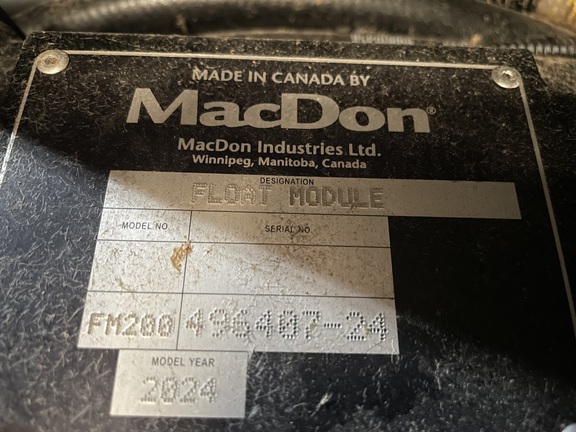 MADE IN CANADA BY
MacDon®
MacDon Industries Ltd.
Winnipeg, Manitoba, Canada
DESIGNATION
FLOAT MODULE
MODEL NO SERIAL NO.
FM200 496407-24
MODEL YEAR
2024